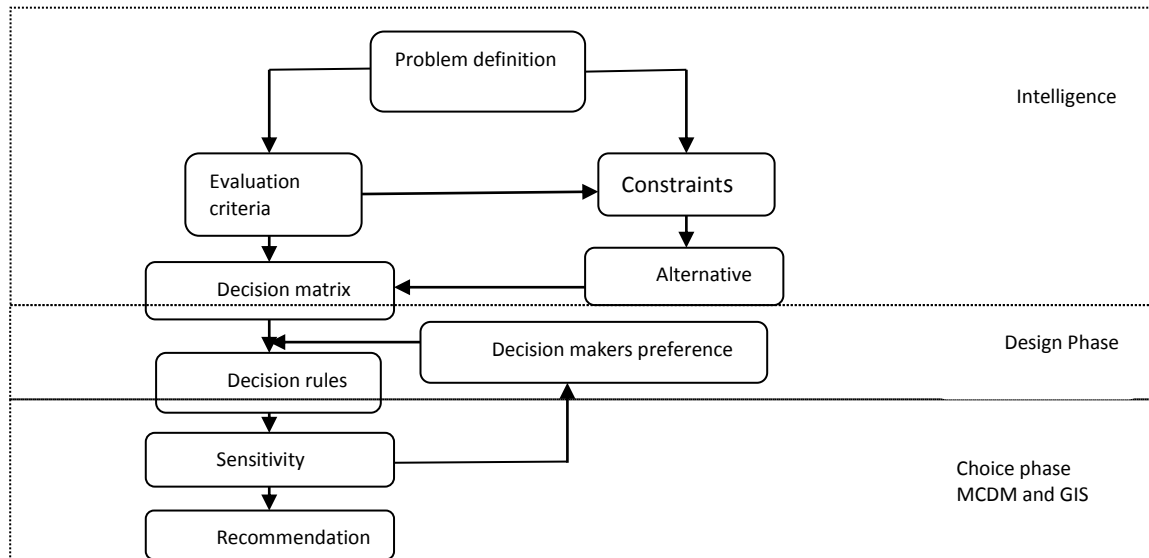 Problem definition
Intelligence
Evaluation
criteria
Constraints
Decision matrix
Alternative
Decision makers preference
Design Phase
Decision rules
Sensitivity
Choice phase
MCDM and GIS
Recommendation